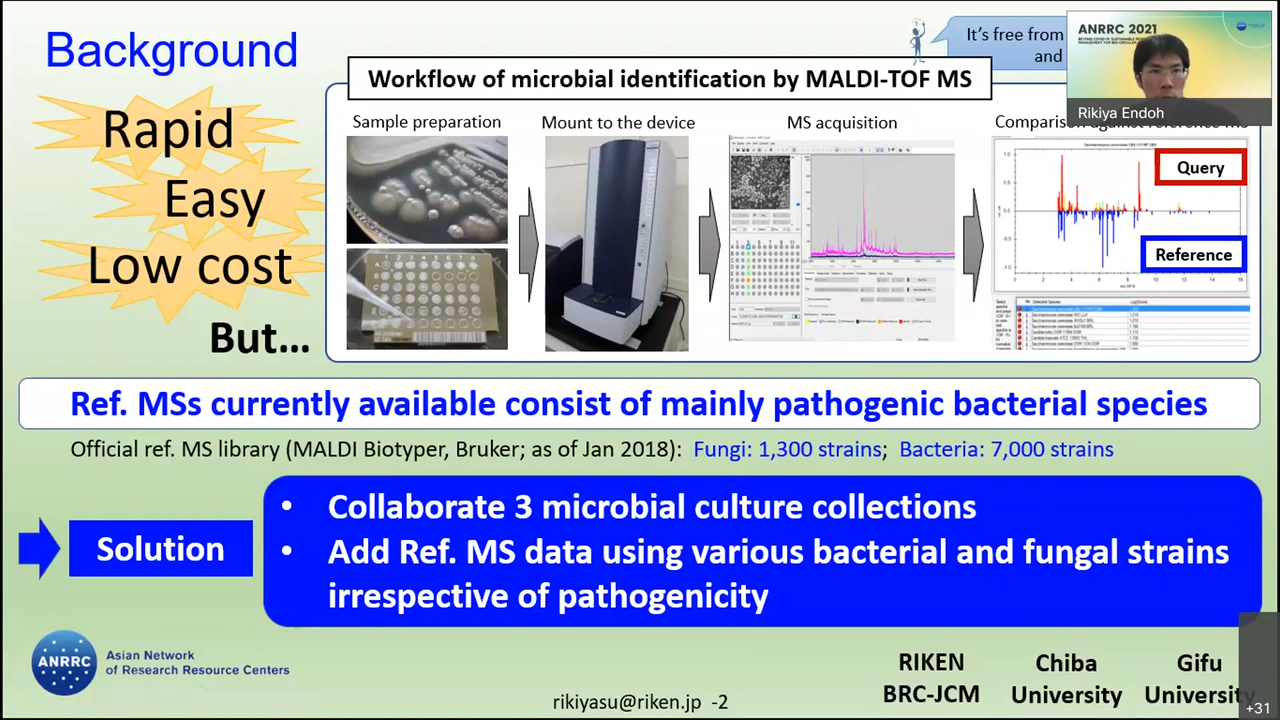 Background
Rapid
Easy
Low cost
But...
It's free from
and
ANRRC 2021
Rikiya Endoh
Workflow of microbial identification by MALDI-TOF MS
Sample preparation
Mount to the device
MS acquisition
Query
Reference
Ref. MSs currently available consist of mainly pathogenic bacterial species
Official ref. MS library (MALDI Biotyper, Bruker; as of Jan 2018): Fungi: 1,300 strains; Bacteria: 7,000 strains
Solution
• Collaborate 3 microbial culture collections
• Add Ref. MS data using various bacterial and fungal strains
irrespective of pathogenicity
ANRRC
Asian Network
of Research Resource Centers
rikiyasu@riken.jp -2
RIKEN
BRC-JCM
Chiba
University
Gifu
University
+31